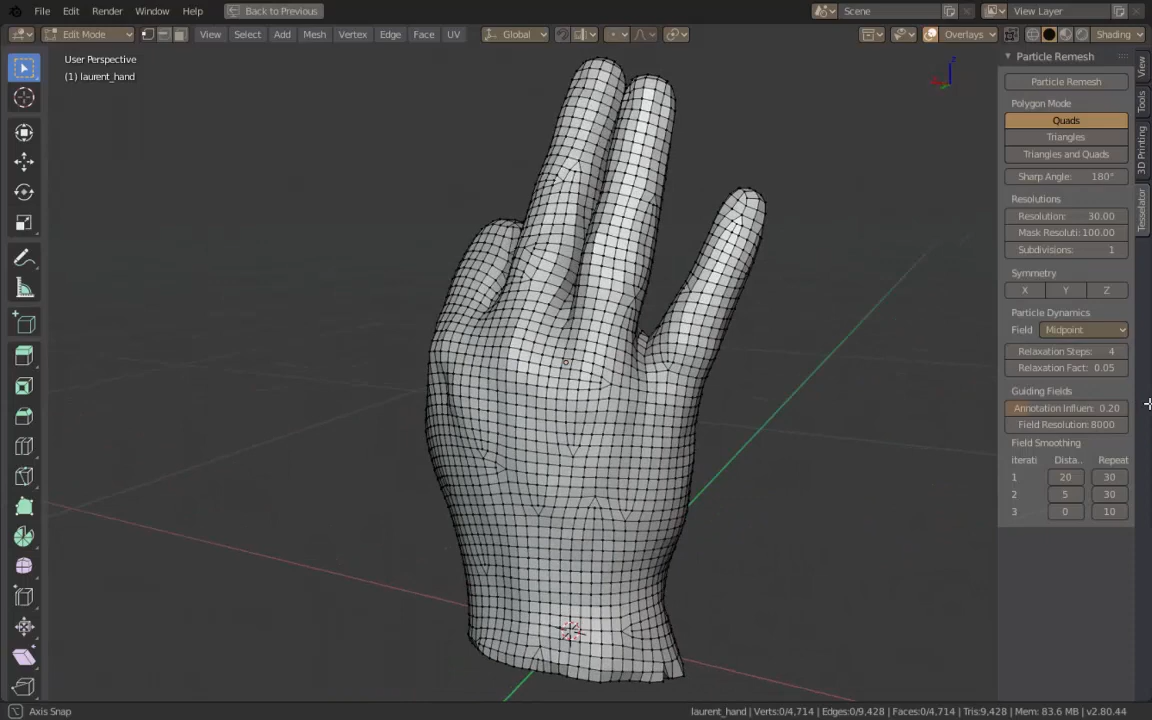 File Edit Render Window Help Back to Previous Scene View Layer
Edit Mode View Select Add Mesh Vertex Edge Face UV Global Overlays Shading
User Perspective
(1) laurent_hand
z
Particle Remesh
Particle Remesh
Polygon Mode
Quads
Triangles
Triangles and Quads
Sharp Angle: 180°
Resolutions
Resolution: 30.00
Mask Resoluti: 100.00
Subdivisions: 1
Symmetry
X Y Z
Particle Dynamics
Field Midpoint
Relaxation Steps: 4
Relaxation Fact: 0.05
Guiding Fields
Annotation Influen: 0.20
Field Resolution: 8000
Field Smoothing
iterati Dista.. Repeat
1 20 30
2 5 30
3 0 10
View
Tools
3D Printing
Tesselator
Axis Snap
laurent_hand | Verts:0/4,714 | Edges:0/9,428 | Faces:0/4,714 | Tris:9,428 | Mem: 83.6 MB | v2.80.44